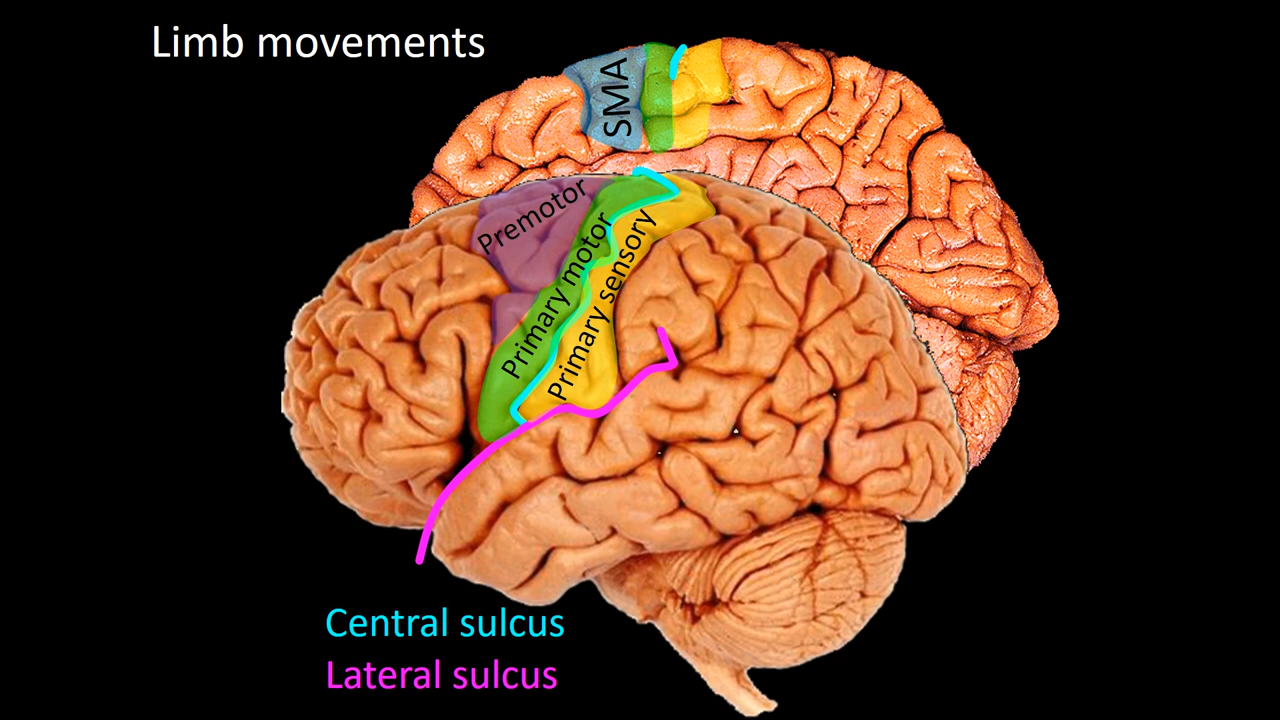 Limb movements
SMA
Premotor
Primary motor
Primary sensory
Central sulcus
Lateral sulcus